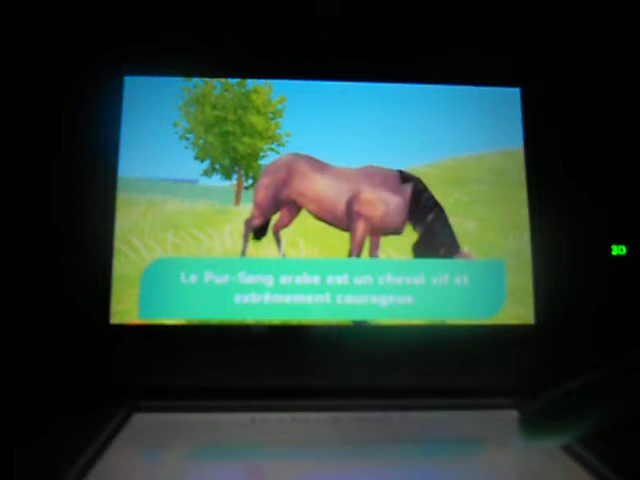 Le Pur-Sang arabe est un cheval vif et
extrêmement courageux.
3D